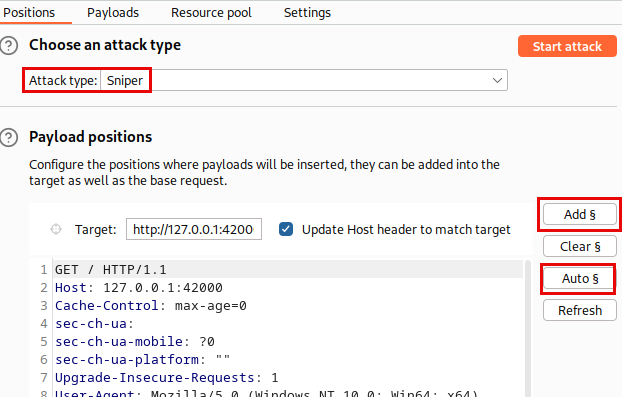 Positions Payloads Resource pool Settings
? Choose an attack type Start attack
Attack type: Sniper
? Payload positions
Configure the positions where payloads will be inserted, they can be added into the
target as well as the base request.
Add §
Target: http://127.0.0.1:4200 Update Host header to match target
Clear §
1 GET / HTTP/1.1
Auto §
2 Host: 127.0.0.1:42000
3 Cache-Control: max-age=0
Refresh
4 sec-ch-ua:
5 sec-ch-ua-mobile: ?0
6 sec-ch-ua-platform: ""
7 Upgrade-Insecure-Requests: 1
8 User-Agent: Mozilla/5.0 (Windows NT 10.0; Win64; x64)